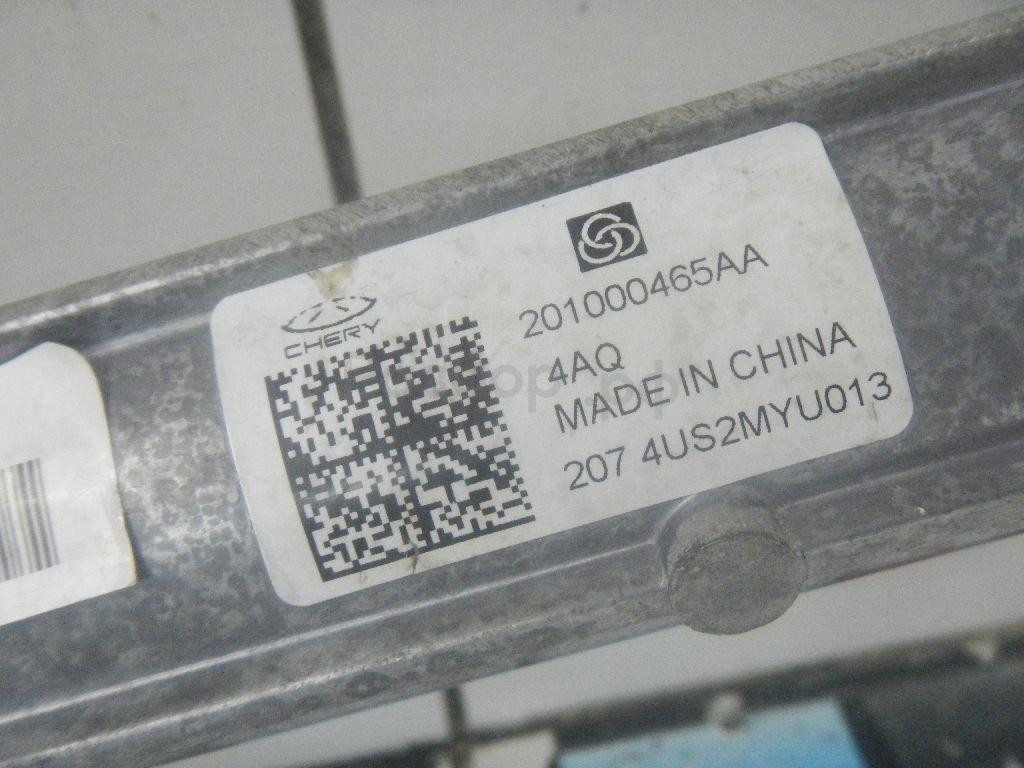 CHERY
201000465AA
4AQ
MADE IN CHINA
207 4US2MYU013